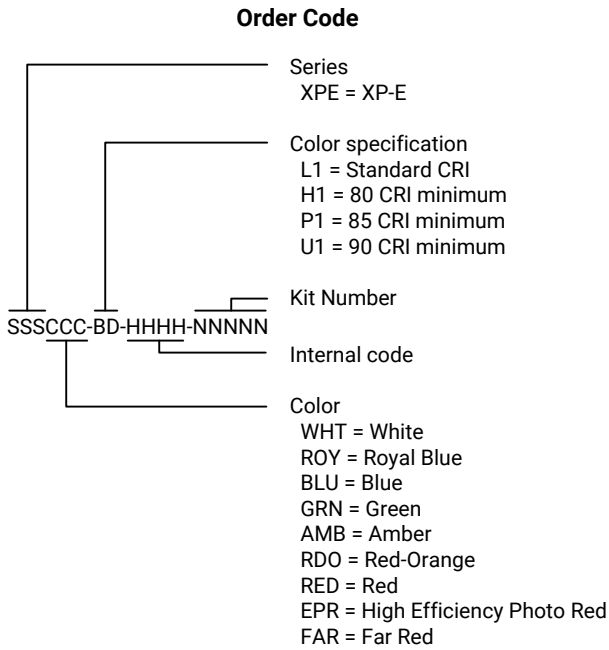 Order Code
Series
XPE = XP-E
Color specification
L1 = Standard CRI
H1 = 80 CRI minimum
P1 = 85 CRI minimum
U1 = 90 CRI minimum
Kit Number
SSSCCC-BD-HHHH-NNNNN
Internal code
Color
WHT = White
ROY = Royal Blue
BLU = Blue
GRN = Green
AMB = Amber
RDO = Red-Orange
RED = Red
EPR = High Efficiency Photo Red
FAR = Far Red